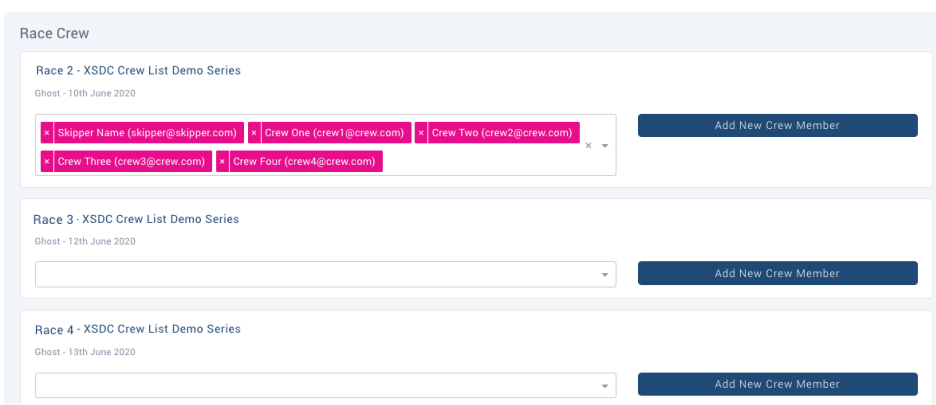 Race Crew
Race 2 - XSDC Crew List Demo Series
Ghost - 10th June 2020
× Skipper Name (skipper@skipper.com) × Crew One (crew1@crew.com) × Crew Two (crew2@crew.com)
× Crew Three (crew3@crew.com) × Crew Four (crew4@crew.com)
×
Add New Crew Member
Race 3 - XSDC Crew List Demo Series
Ghost - 12th June 2020
Add New Crew Member
Race 4 - XSDC Crew List Demo Series
Ghost - 13th June 2020
Add New Crew Member